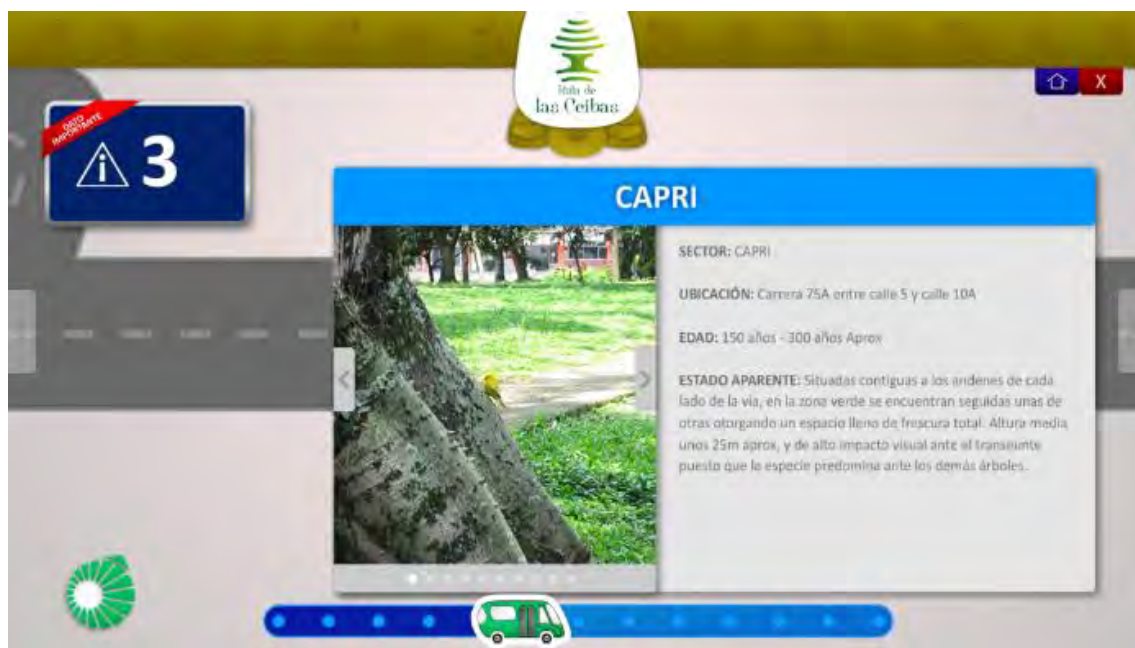 Ruta de
las Ceibas
X
DATO
IMPORTANTE
i 3
CAPRI
SECTOR: CAPRI
UBICACIÓN: Carrera 75A entre calle 5 y calle 10A
EDAD: 150 años - 300 años Aprox
ESTADO APARENTE: Situadas contiguas a los andenes de cada
lado de la vía, en la zona verde se encuentran seguidas unas de
otras otorgando un espacio lleno de frescura total. Altura media
unos 25m aprox, y de alto impacto visual ante el transeunte
puesto que la especie predomina ante los demás árboles.